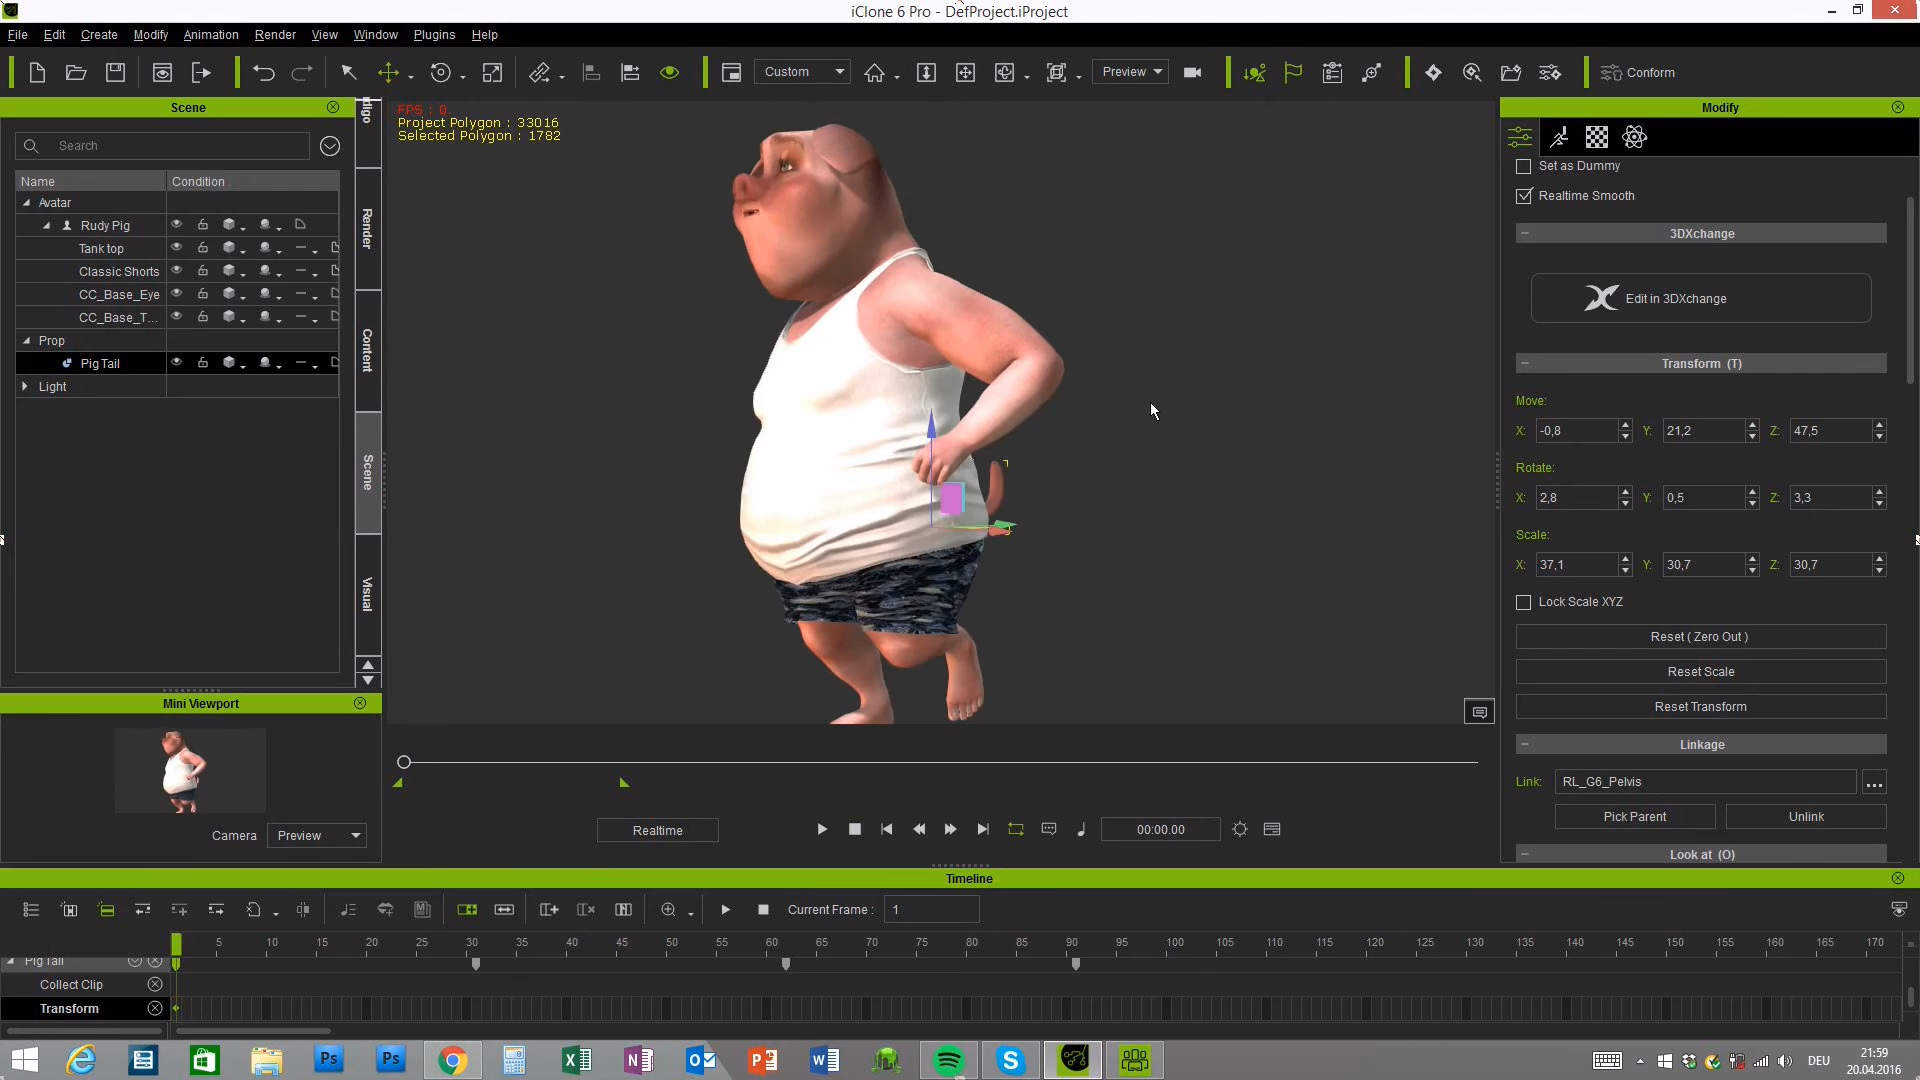 iClone 6 Pro - DefProject.iProject
File Edit Create Modify Animation Render View Window Plugins Help
Custom Preview Conform
Scene
Search
Name Condition
Avatar
Rudy Pig
Tank top
Classic Shorts
CC_Base_Eye
CC_Base_T...
Prop
Pig Tail
Light
Render
Content
Scene
Visual
FPS : 0
Project Polygon : 33016
Selected Polygon : 1782
Modify
Set as Dummy
Realtime Smooth
3DXchange
Edit in 3DXchange
Transform (T)
Move:
X: -0,8 Y: 21,2 Z: 47,5
Rotate:
X: 2,8 Y: 0,5 Z: 3,3
Scale:
X: 37,1 Y: 30,7 Z: 30,7
Lock Scale XYZ
Reset ( Zero Out )
Reset Scale
Reset Transform
Linkage
Link: RL_G6_Pelvis ...
Pick Parent Unlink
Look at (O)
Mini Viewport
Camera Preview
Realtime 00:00.00
Timeline
Current Frame : 1
5 10 15 20 25 30 35 40 45 50 55 60 65 70 75 80 85 90 95 100 105 110 115 120 125 130 135 140 145 150 155 160 165 170
Pig Tail
Collect Clip
Transform
Ps Ps DEU 21:59
20.04.2016